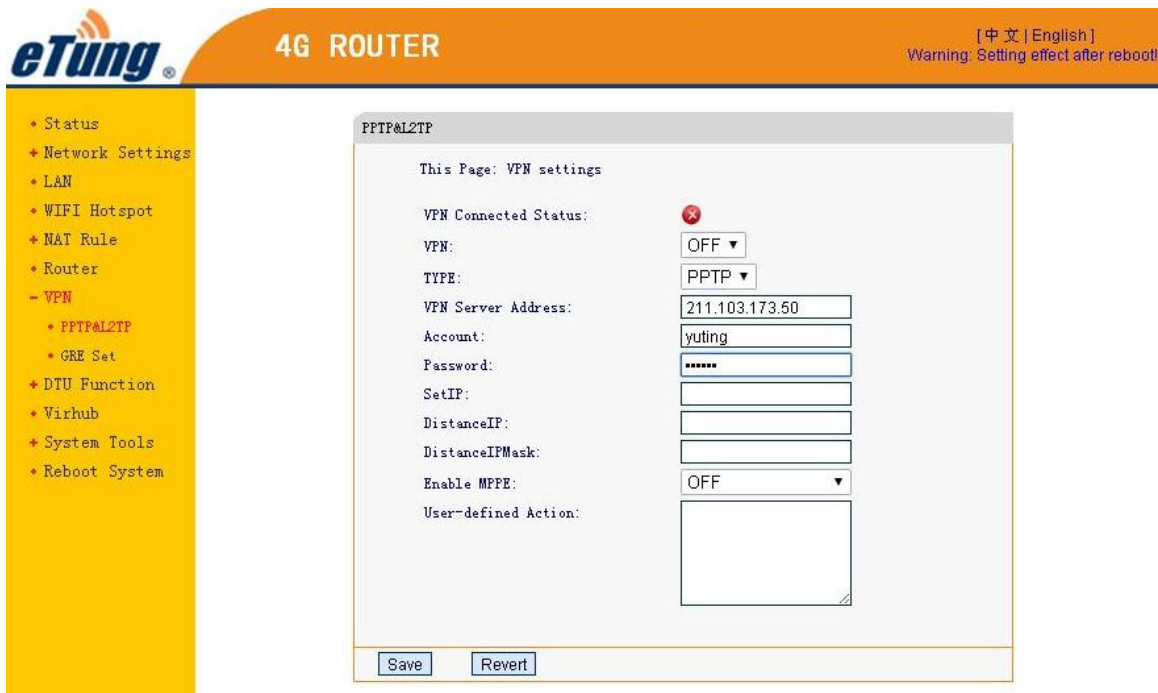 eTung ®
4G ROUTER
[ 中 文 | English ]
Warning: Setting effect after reboot!
Status
Network Settings
LAN
WIFI Hotspot
NAT Rule
Router
VPN
PPTP&L2TP
GRE Set
DTU Function
Virhub
System Tools
Reboot System
PPTP&L2TP
This Page: VPN settings
VPN Connected Status:
VPN: OFF
TYPE: PPTP
VPN Server Address: 211.103.173.50
Account: yuting
Password: ••••••
SetIP:
DistanceIP:
DistanceIPMask:
Enable MPPE: OFF
User-defined Action:
Save Revert